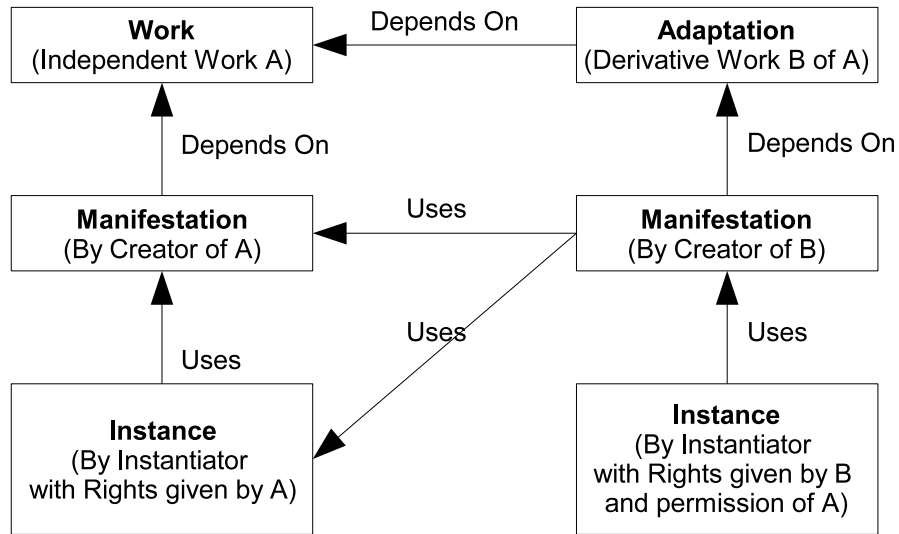 Work
(Independent Work A)
Depends On
Adaptation
(Derivative Work B of A)
Depends On
Depends On
Manifestation
(By Creator of A)
Uses
Manifestation
(By Creator of B)
Uses
Uses
Uses
Instance
(By Instantiator
with Rights given by A)
Instance
(By Instantiator
with Rights given by B
and permission of A)